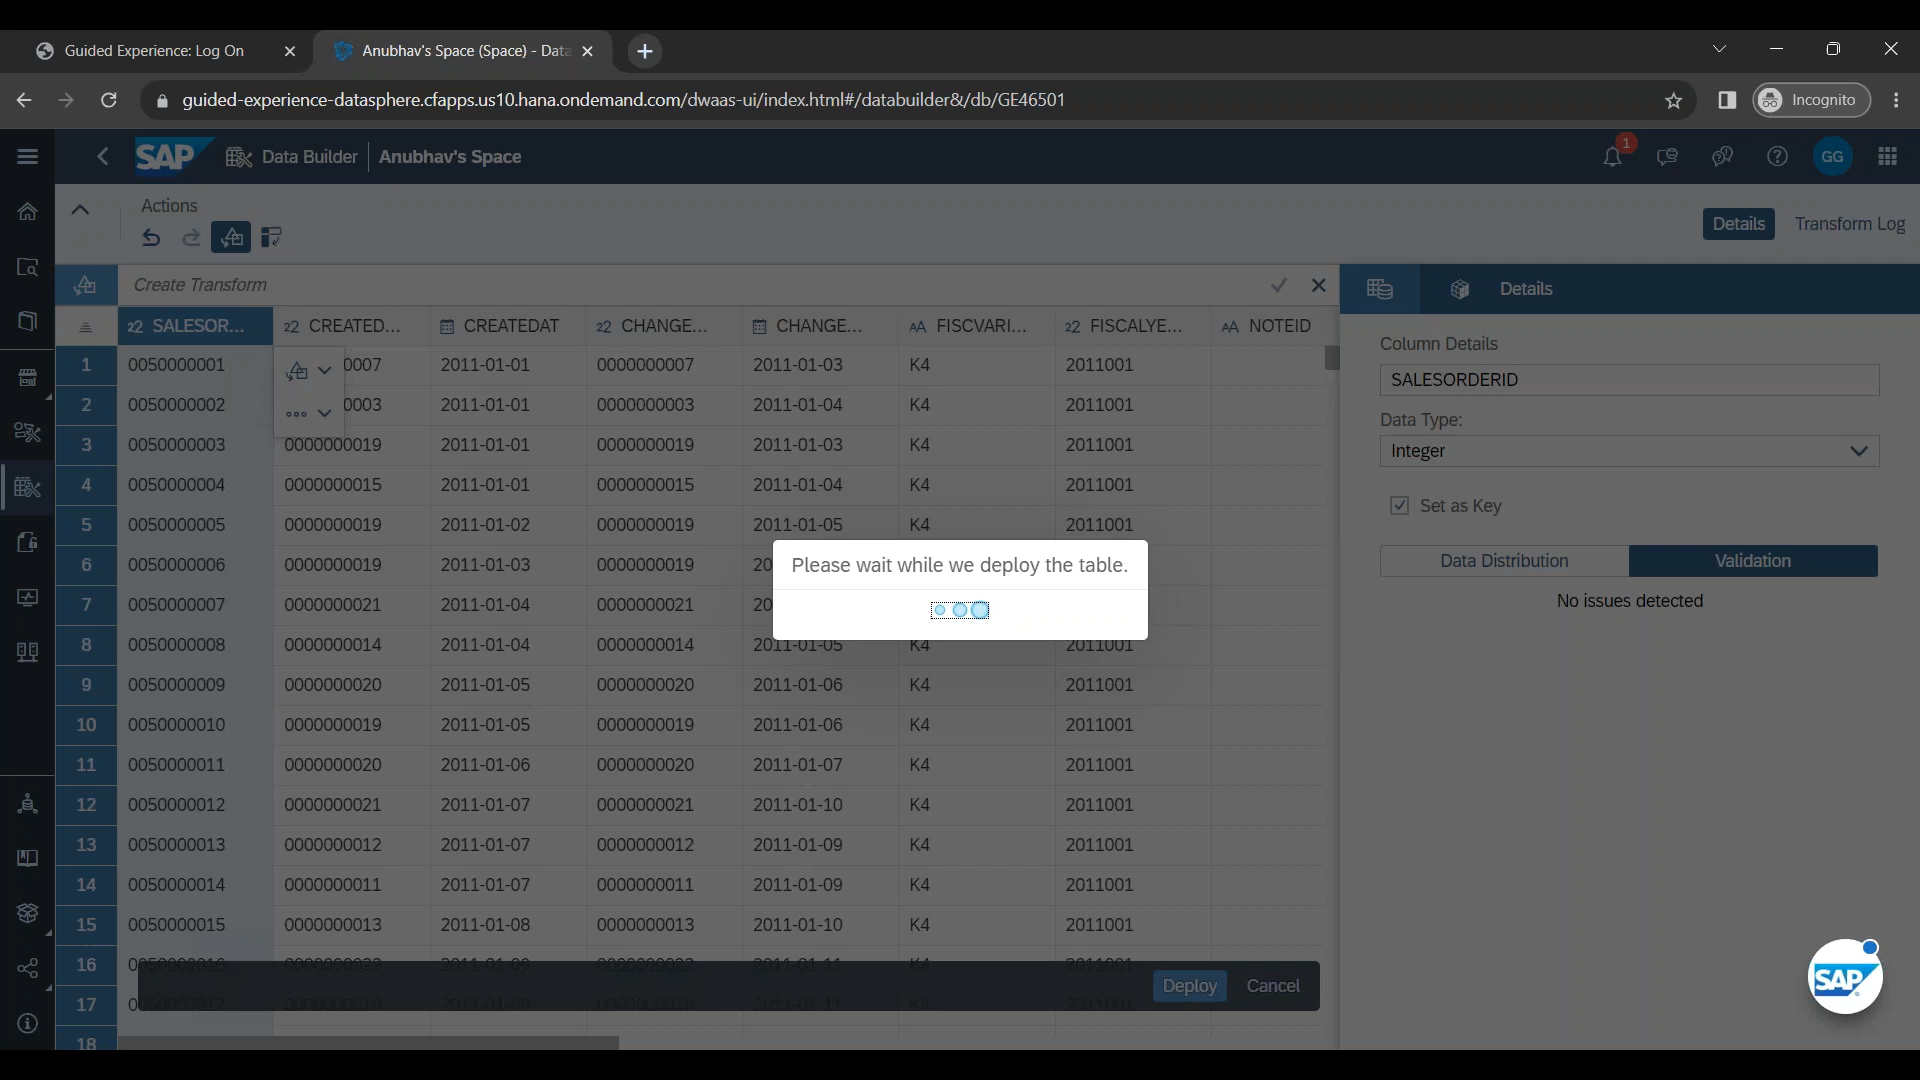 Guided Experience: Log On
Anubhav's Space (Space) - Data
guided-experience-datasphere.cfapps.us10.hana.ondemand.com/dwaas-ui/index.html#/databuilder&/db/GE46501
Incognito
SAP
Data Builder
Anubhav's Space
1
GG
Actions
Details
Transform Log
Create Transform
Details
SALESOR... CREATED... CREATEDAT CHANGE... CHANGE... FISCVARI... FISCALYE... NOTEID
1 0050000001 0007 2011-01-01 0000000007 2011-01-03 K4 2011001
2 0050000002 0003 2011-01-01 0000000003 2011-01-04 K4 2011001
3 0050000003 0000000019 2011-01-01 0000000019 2011-01-03 K4 2011001
4 0050000004 0000000015 2011-01-01 0000000015 2011-01-04 K4 2011001
5 0050000005 0000000019 2011-01-02 0000000019 2011-01-05 K4 2011001
6 0050000006 0000000019 2011-01-03 0000000019 20
7 0050000007 0000000021 2011-01-04 0000000021 20
8 0050000008 0000000014 2011-01-04 0000000014 2011-01-05 K4 2011001
9 0050000009 0000000020 2011-01-05 0000000020 2011-01-06 K4 2011001
10 0050000010 0000000019 2011-01-05 0000000019 2011-01-06 K4 2011001
11 0050000011 0000000020 2011-01-06 0000000020 2011-01-07 K4 2011001
12 0050000012 0000000021 2011-01-07 0000000021 2011-01-10 K4 2011001
13 0050000013 0000000012 2011-01-07 0000000012 2011-01-09 K4 2011001
14 0050000014 0000000011 2011-01-07 0000000011 2011-01-09 K4 2011001
15 0050000015 0000000013 2011-01-08 0000000013 2011-01-10 K4 2011001
16
17
18
Please wait while we deploy the table.
Deploy
Cancel
Column Details
SALESORDERID
Data Type:
Integer
Set as Key
Data Distribution
Validation
No issues detected
SAP